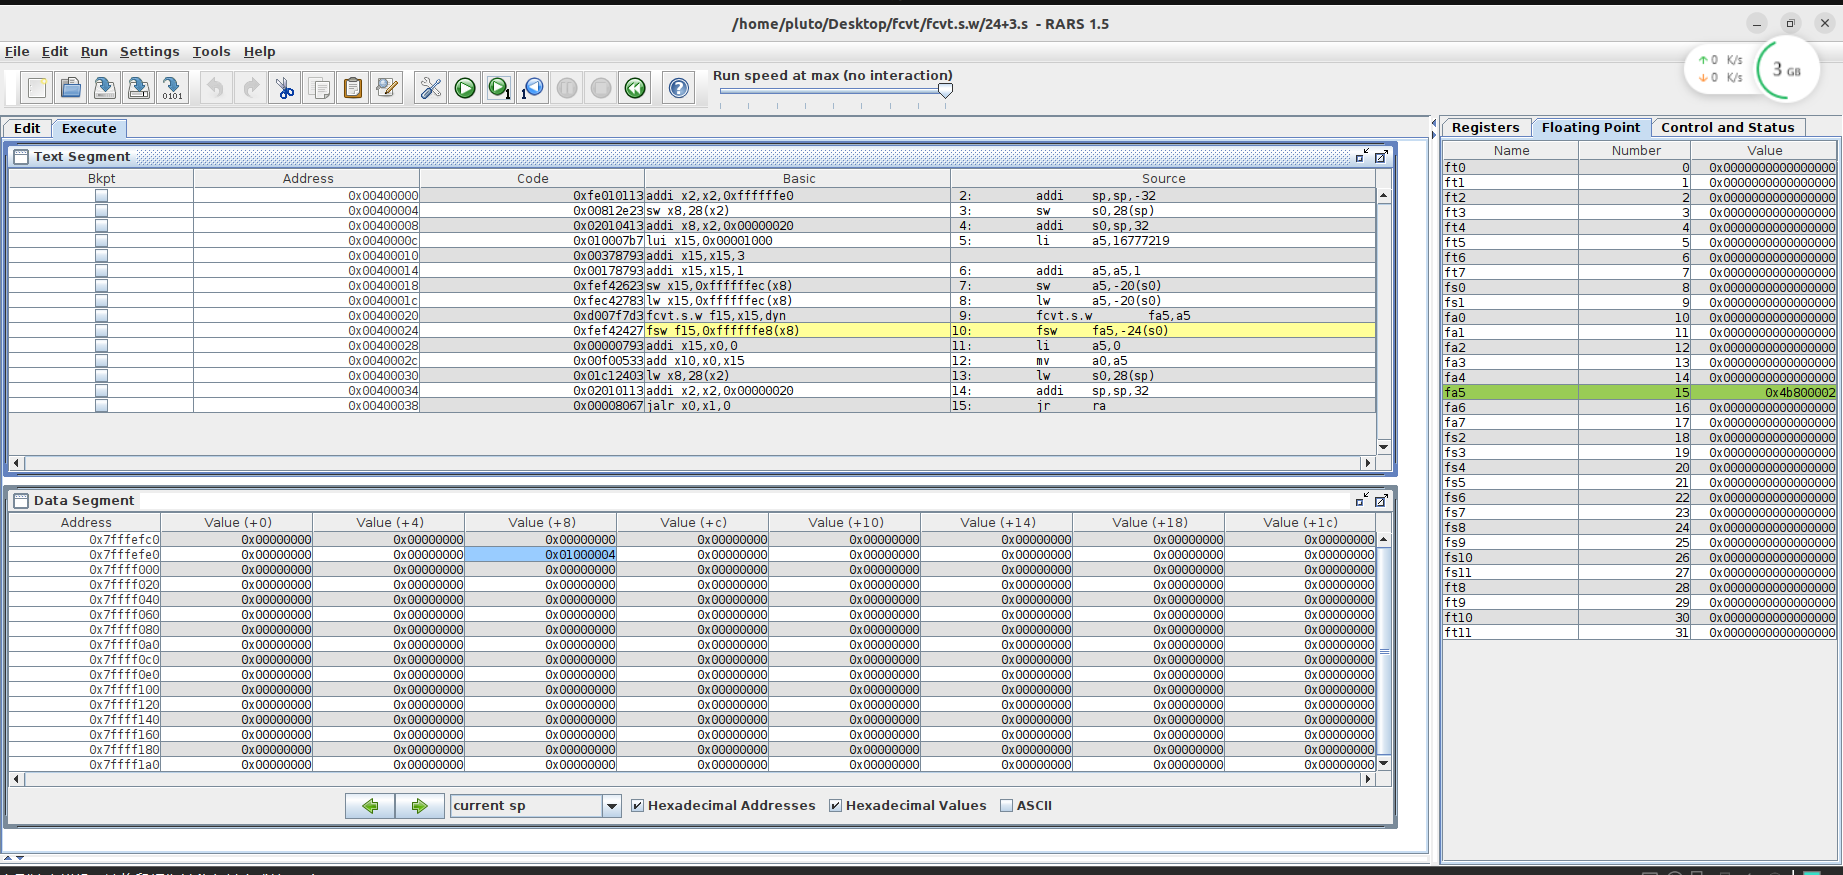 /home/pluto/Desktop/fcvt/fcvt.s.w/24+3.s - RARS 1.5
File Edit Run Settings Tools Help
Run speed at max (no interaction)
0 K/s
0 K/s
3 GB
Edit Execute
Text Segment
Bkpt Address Code Basic Source
0x00400000 0xfe010113 addi x2,x2,0xffffffe0 2: addi sp,sp,-32
0x00400004 0x00812e23 sw x8,28(x2) 3: sw s0,28(sp)
0x00400008 0x02010413 addi x8,x2,0x00000020 4: addi s0,sp,32
0x0040000c 0x010007b7 lui x15,0x00001000 5: li a5,16777219
0x00400010 0x00378793 addi x15,x15,3
0x00400014 0x00178793 addi x15,x15,1 6: addi a5,a5,1
0x00400018 0xfef42623 sw x15,0xffffffec(x8) 7: sw a5,-20(s0)
0x0040001c 0xfec42783 lw x15,0xffffffec(x8) 8: lw a5,-20(s0)
0x00400020 0xd007f7d3 fcvt.s.w f15,x15,dyn 9: fcvt.s.w fa5,a5
0x00400024 0xfef42427 fsw f15,0xffffffe8(x8) 10: fsw fa5,-24(s0)
0x00400028 0x00000793 addi x15,x0,0 11: li a5,0
0x0040002c 0x00f00533 add x10,x0,x15 12: mv a0,a5
0x00400030 0x01c12403 lw x8,28(x2) 13: lw s0,28(sp)
0x00400034 0x02010113 addi x2,x2,0x00000020 14: addi sp,sp,32
0x00400038 0x00008067 jalr x0,x1,0 15: jr ra
Data Segment
Address Value (+0) Value (+4) Value (+8) Value (+c) Value (+10) Value (+14) Value (+18) Value (+1c)
0x7fffefc0 0x00000000 0x00000000 0x00000000 0x00000000 0x00000000 0x00000000 0x00000000 0x00000000
0x7fffefe0 0x00000000 0x00000000 0x01000004 0x00000000 0x00000000 0x00000000 0x00000000 0x00000000
0x7ffff000 0x00000000 0x00000000 0x00000000 0x00000000 0x00000000 0x00000000 0x00000000 0x00000000
0x7ffff020 0x00000000 0x00000000 0x00000000 0x00000000 0x00000000 0x00000000 0x00000000 0x00000000
0x7ffff040 0x00000000 0x00000000 0x00000000 0x00000000 0x00000000 0x00000000 0x00000000 0x00000000
0x7ffff060 0x00000000 0x00000000 0x00000000 0x00000000 0x00000000 0x00000000 0x00000000 0x00000000
0x7ffff080 0x00000000 0x00000000 0x00000000 0x00000000 0x00000000 0x00000000 0x00000000 0x00000000
0x7ffff0a0 0x00000000 0x00000000 0x00000000 0x00000000 0x00000000 0x00000000 0x00000000 0x00000000
0x7ffff0c0 0x00000000 0x00000000 0x00000000 0x00000000 0x00000000 0x00000000 0x00000000 0x00000000
0x7ffff0e0 0x00000000 0x00000000 0x00000000 0x00000000 0x00000000 0x00000000 0x00000000 0x00000000
0x7ffff100 0x00000000 0x00000000 0x00000000 0x00000000 0x00000000 0x00000000 0x00000000 0x00000000
0x7ffff120 0x00000000 0x00000000 0x00000000 0x00000000 0x00000000 0x00000000 0x00000000 0x00000000
0x7ffff140 0x00000000 0x00000000 0x00000000 0x00000000 0x00000000 0x00000000 0x00000000 0x00000000
0x7ffff160 0x00000000 0x00000000 0x00000000 0x00000000 0x00000000 0x00000000 0x00000000 0x00000000
0x7ffff180 0x00000000 0x00000000 0x00000000 0x00000000 0x00000000 0x00000000 0x00000000 0x00000000
0x7ffff1a0 0x00000000 0x00000000 0x00000000 0x00000000 0x00000000 0x00000000 0x00000000 0x00000000
current sp Hexadecimal Addresses Hexadecimal Values ASCII
Registers Floating Point Control and Status
Name Number Value
ft0 0 0x0000000000000000
ft1 1 0x0000000000000000
ft2 2 0x0000000000000000
ft3 3 0x0000000000000000
ft4 4 0x0000000000000000
ft5 5 0x0000000000000000
ft6 6 0x0000000000000000
ft7 7 0x0000000000000000
fs0 8 0x0000000000000000
fs1 9 0x0000000000000000
fa0 10 0x0000000000000000
fa1 11 0x0000000000000000
fa2 12 0x0000000000000000
fa3 13 0x0000000000000000
fa4 14 0x0000000000000000
fa5 15 0x4b800002
fa6 16 0x0000000000000000
fa7 17 0x0000000000000000
fs2 18 0x0000000000000000
fs3 19 0x0000000000000000
fs4 20 0x0000000000000000
fs5 21 0x0000000000000000
fs6 22 0x0000000000000000
fs7 23 0x0000000000000000
fs8 24 0x0000000000000000
fs9 25 0x0000000000000000
fs10 26 0x0000000000000000
fs11 27 0x0000000000000000
ft8 28 0x0000000000000000
ft9 29 0x0000000000000000
ft10 30 0x0000000000000000
ft11 31 0x0000000000000000